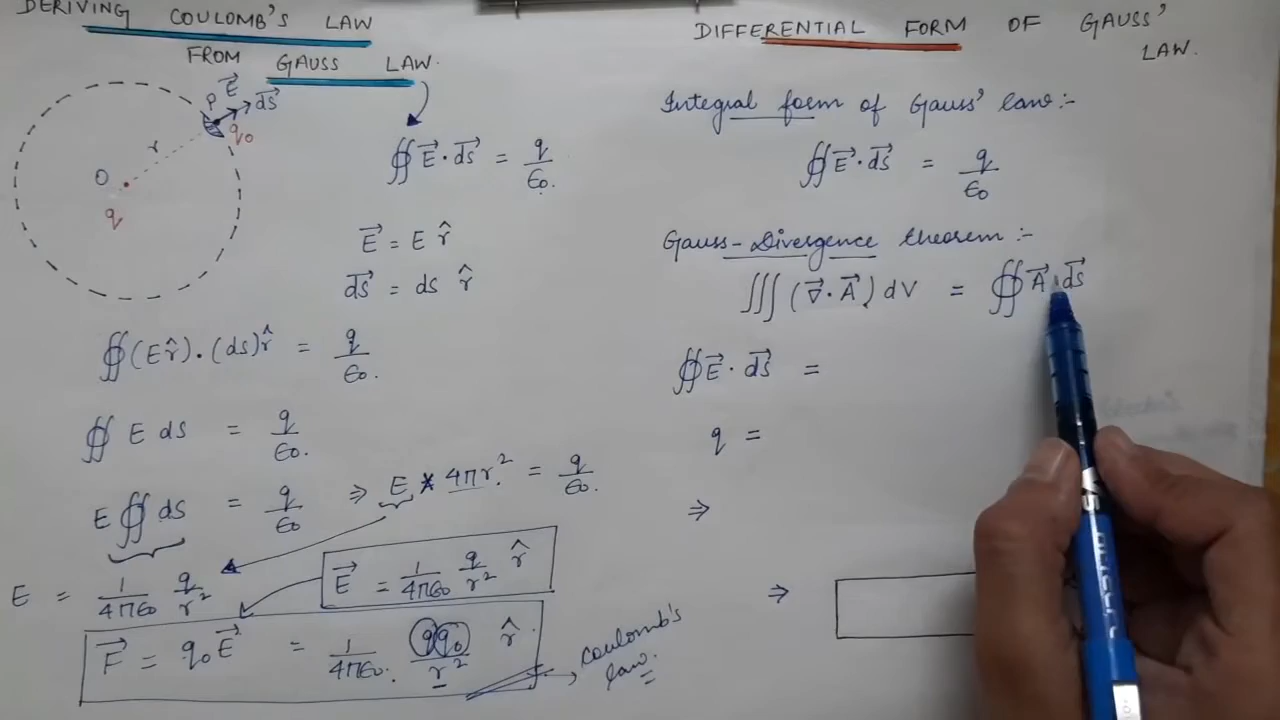 DERIVING COULOMB'S LAW
FROM GAUSS LAW.
P E⃗ ds⃗
q₀
r
O
q
∯ E⃗ · ds⃗ = q/ε₀.
E⃗ = E r̂
ds⃗ = ds r̂
∯ (E r̂) · (ds) r̂ = q/ε₀.
∯ E ds = q/ε₀.
E ∯ ds = q/ε₀ ⇒ E * 4πr². = q/ε₀.
E = 1/4πε₀ q/r²
E⃗ = 1/4πε₀ q/r² r̂
F⃗ = q₀E⃗ = 1/4πε₀. qq₀/r² r̂.
coulomb's
law.
DIFFERENTIAL FORM OF GAUSS'
LAW.
Integral form of Gauss' law:-
∯ E⃗ · ds⃗ = q/ε₀
Gauss-Divergence theorem:-
∭ (∇⃗ · A⃗) dV = ∯ A⃗ · ds⃗
∯ E⃗ · ds⃗ =
q =
⇒
⇒